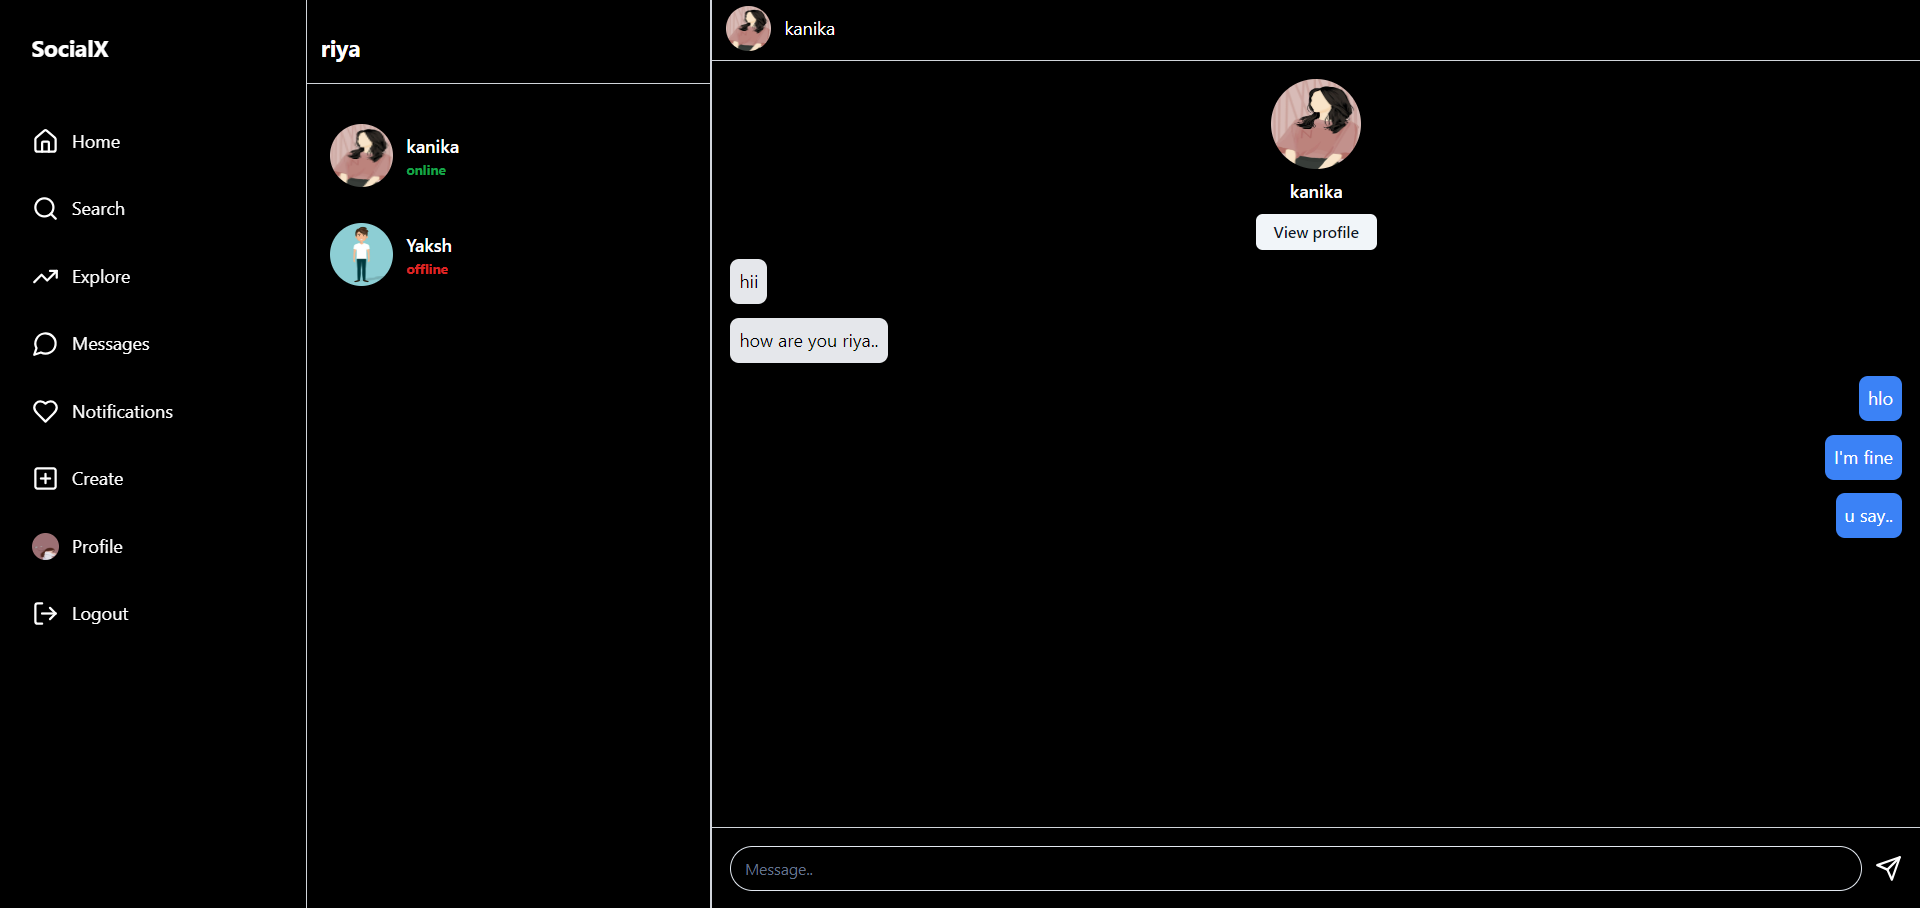 SocialX
Home
Search
Explore
Messages
Notifications
Create
Profile
Logout
riya
kanika
online
Yaksh
offline
kanika
kanika
View profile
hii
how are you riya..
hlo
I'm fine
u say..
Message..